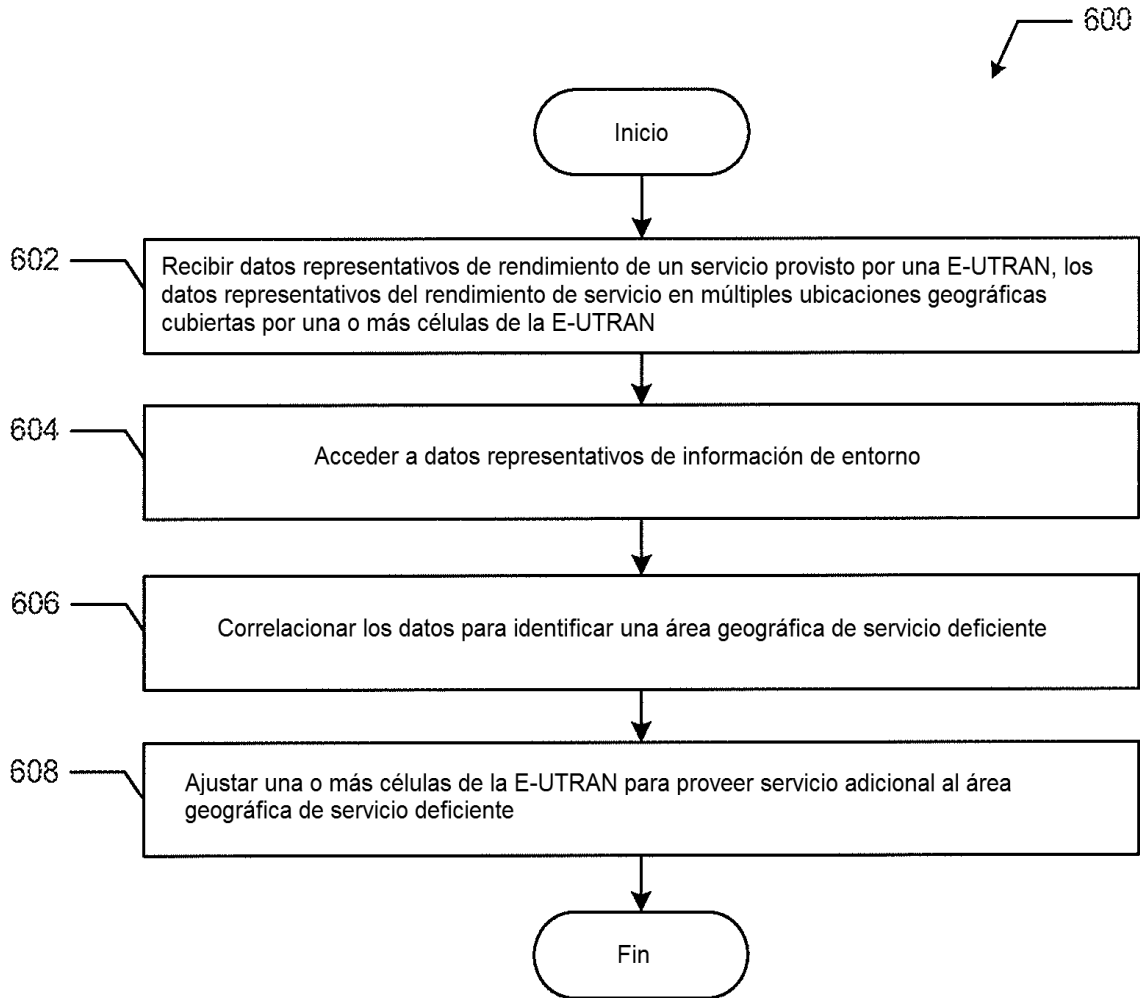 600
Inicio
602
Recibir datos representativos de rendimiento de un servicio provisto por una E-UTRAN, los
datos representativos del rendimiento de servicio en múltiples ubicaciones geográficas
cubiertas por una o más células de la E-UTRAN
604
Acceder a datos representativos de información de entorno
606
Correlacionar los datos para identificar una área geográfica de servicio deficiente
608
Ajustar una o más células de la E-UTRAN para proveer servicio adicional al área
geográfica de servicio deficiente
Fin